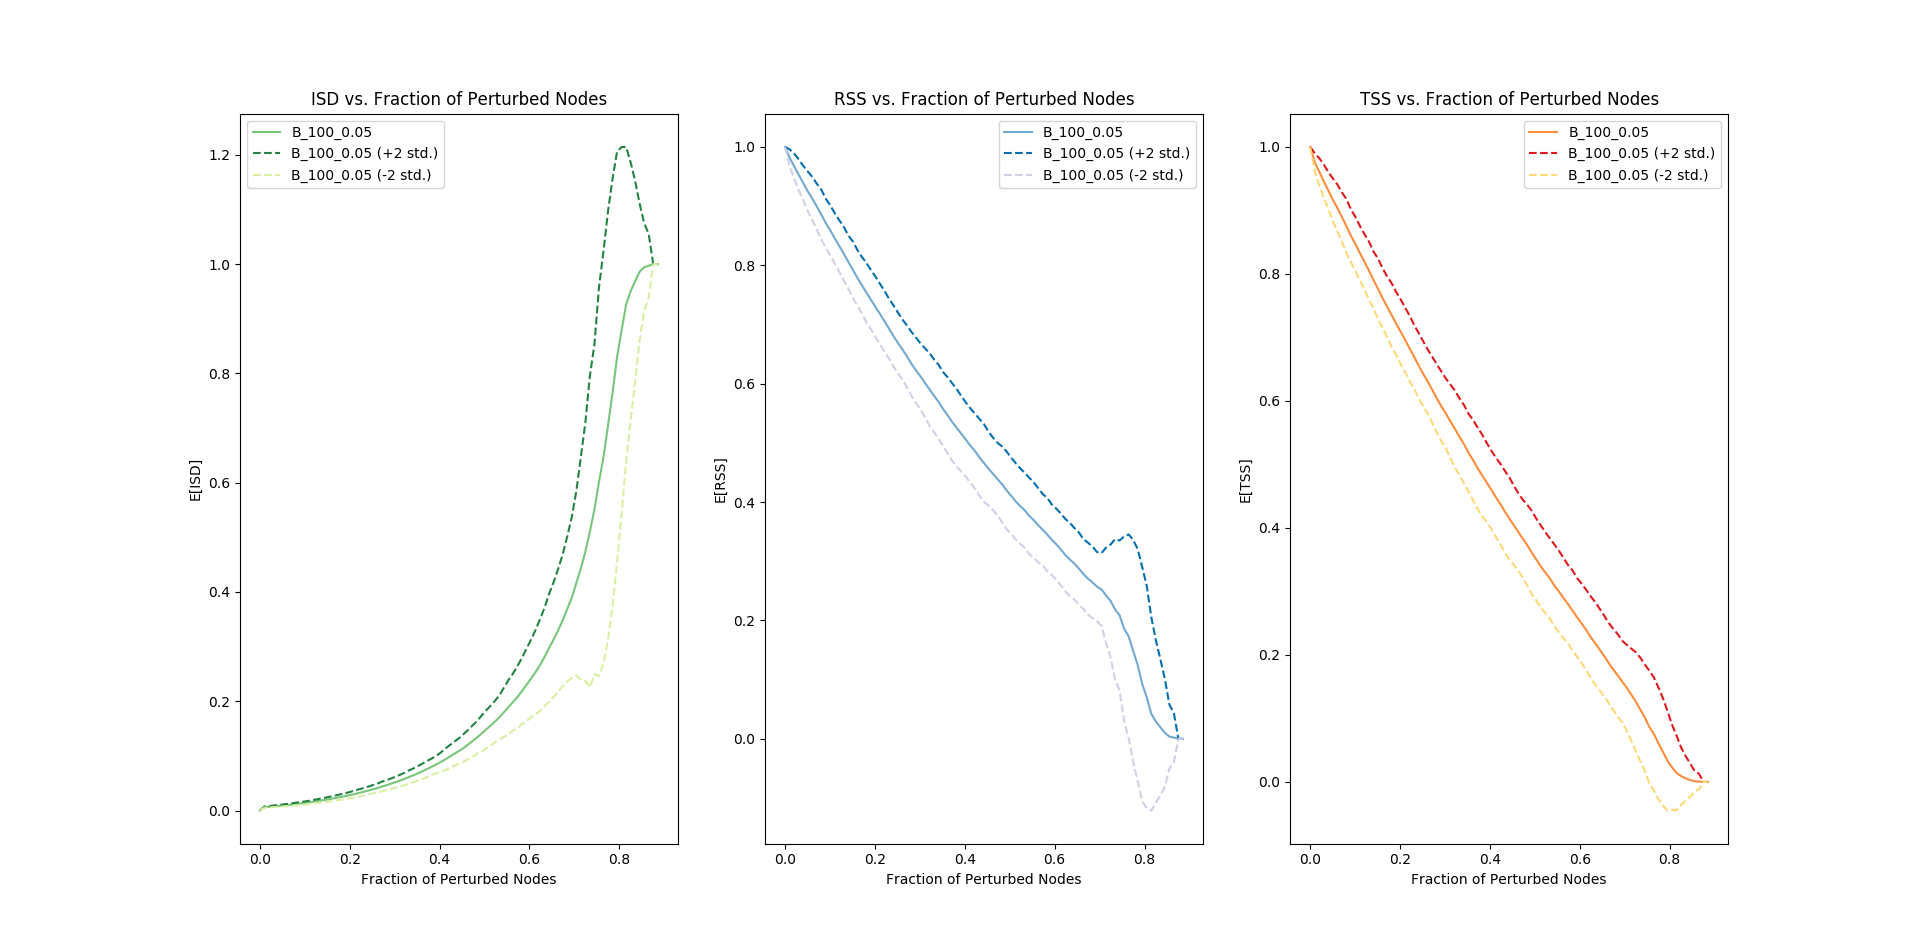 ISD vs. Fraction of Perturbed Nodes
B_100_0.05
B_100_0.05 (+2 std.)
B_100_0.05 (-2 std.)
1.2
1.0
0.8
0.6
0.4
0.2
0.0
E[ISD]
0.0 0.2 0.4 0.6 0.8
Fraction of Perturbed Nodes
RSS vs. Fraction of Perturbed Nodes
B_100_0.05
B_100_0.05 (+2 std.)
B_100_0.05 (-2 std.)
1.0
0.8
0.6
0.4
0.2
0.0
E[RSS]
0.0 0.2 0.4 0.6 0.8
Fraction of Perturbed Nodes
TSS vs. Fraction of Perturbed Nodes
B_100_0.05
B_100_0.05 (+2 std.)
B_100_0.05 (-2 std.)
1.0
0.8
0.6
0.4
0.2
0.0
E[TSS]
0.0 0.2 0.4 0.6 0.8
Fraction of Perturbed Nodes